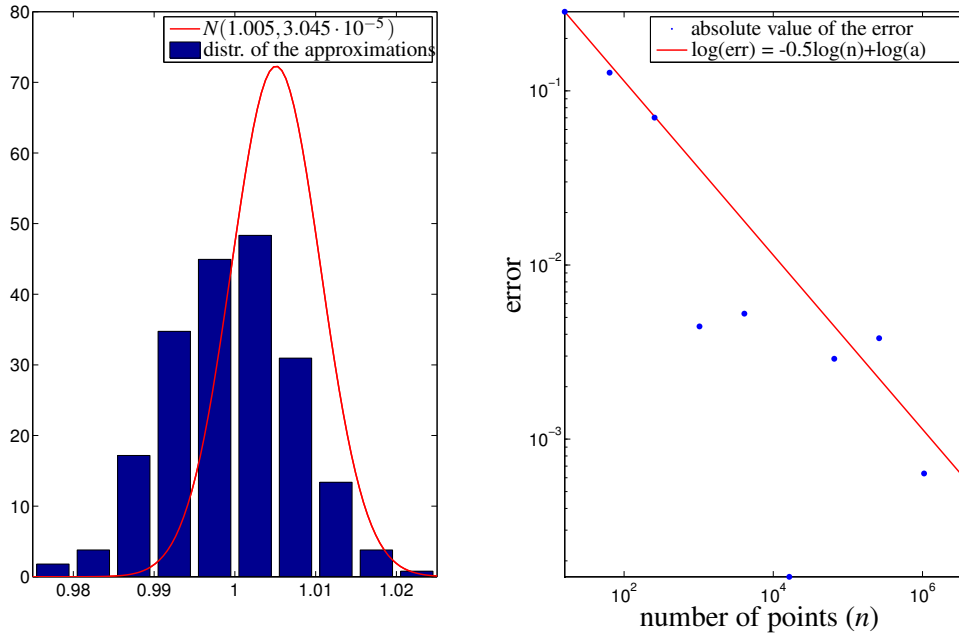 80
70
60
50
40
30
20
10
0
0.98 0.99 1 1.01 1.02
N(1.005, 3.045 · 10⁻⁵)
distr. of the approximations
absolute value of the error
log(err) = -0.5log(n)+log(a)
error
10⁻¹
10⁻²
10⁻³
10² 10⁴ 10⁶
number of points (n)